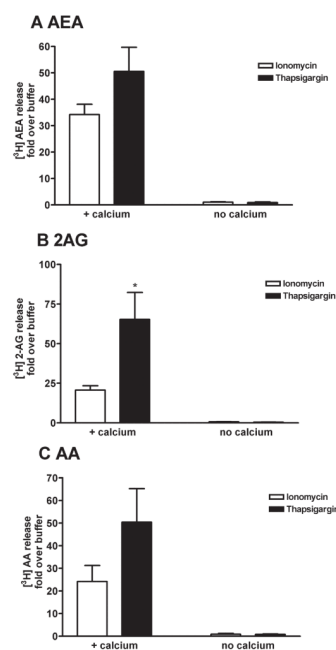 A AEA
60
50
40
30
20
10
0
[³H] AEA release
fold over buffer
Ionomycin
Thapsigargin
+ calcium
no calcium
B 2AG
100
75
50
25
0
[³H] 2-AG release
fold over buffer
*
Ionomycin
Thapsigargin
+ calcium
no calcium
C AA
70
60
50
40
30
20
10
0
[³H] AA release
fold over buffer
Ionomycin
Thapsigargin
+ calcium
no calcium